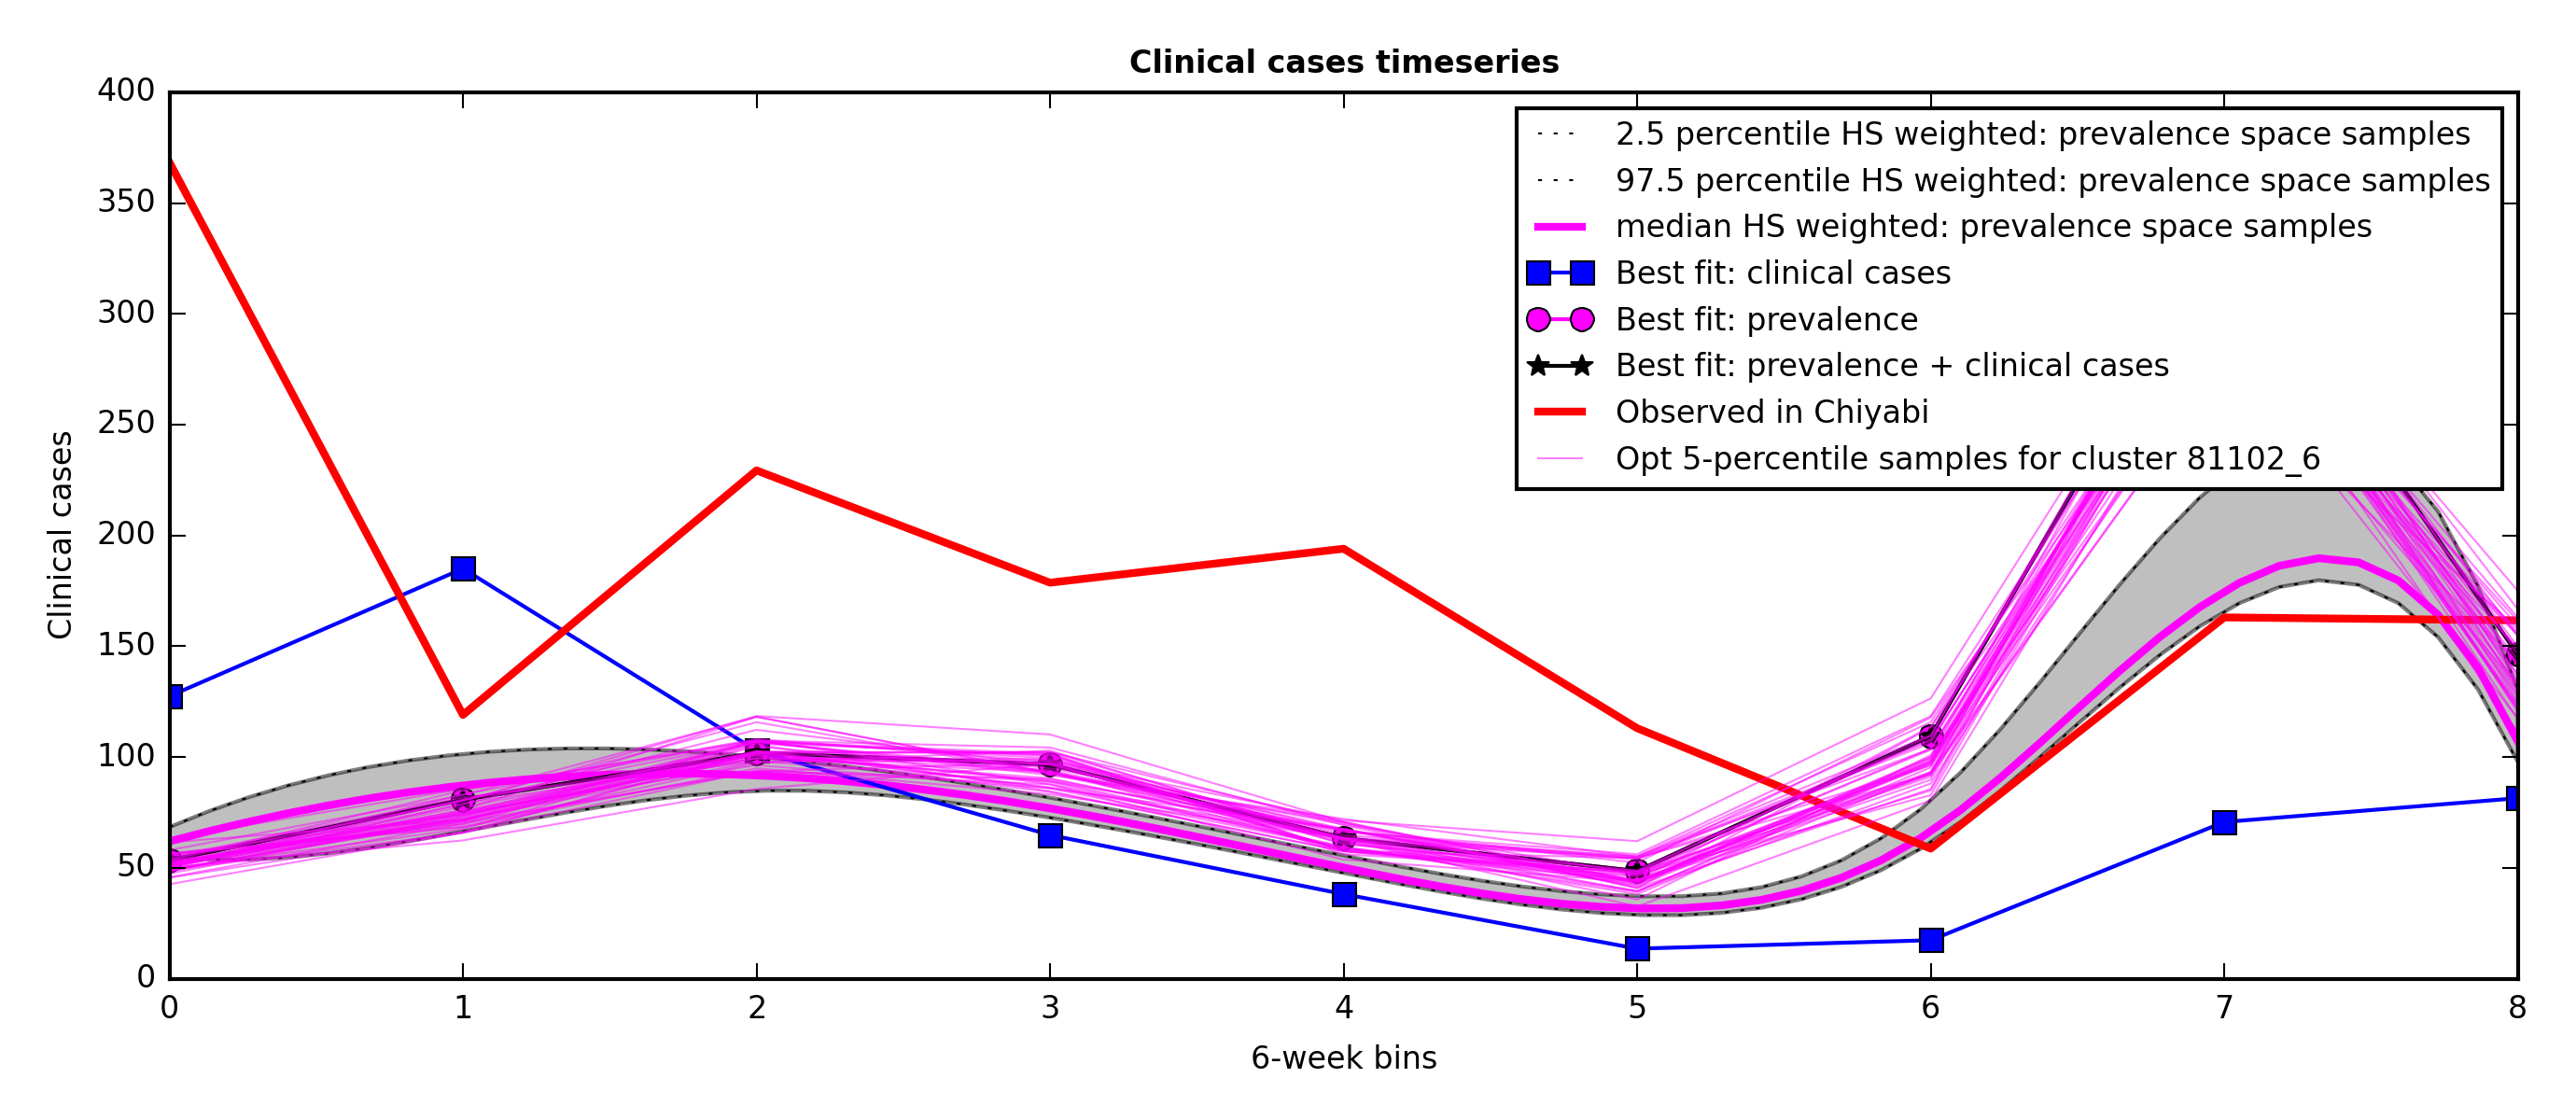 Clinical cases timeseries
400
350
300
250
200
150
100
50
0
Clinical cases
2.5 percentile HS weighted: prevalence space samples
97.5 percentile HS weighted: prevalence space samples
median HS weighted: prevalence space samples
Best fit: clinical cases
Best fit: prevalence
Best fit: prevalence + clinical cases
Observed in Chiyabi
Opt 5-percentile samples for cluster 81102_6
0 1 2 3 4 5 6 7 8
6-week bins